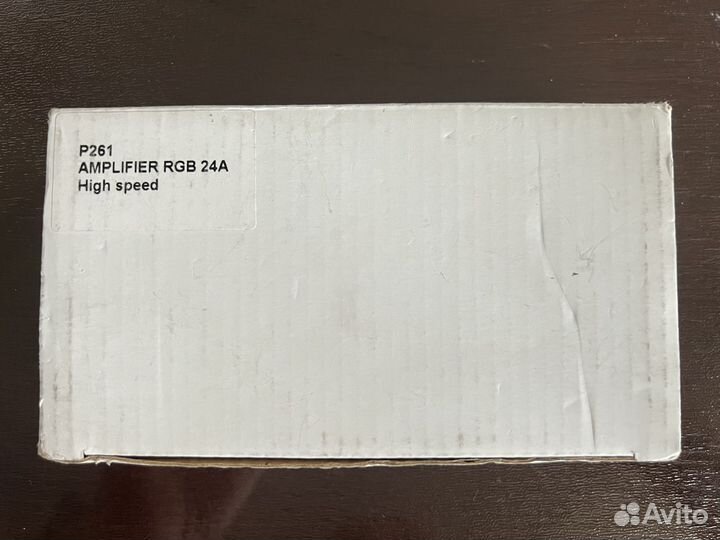 P261
AMPLIFIER RGB 24A
High speed
Avito